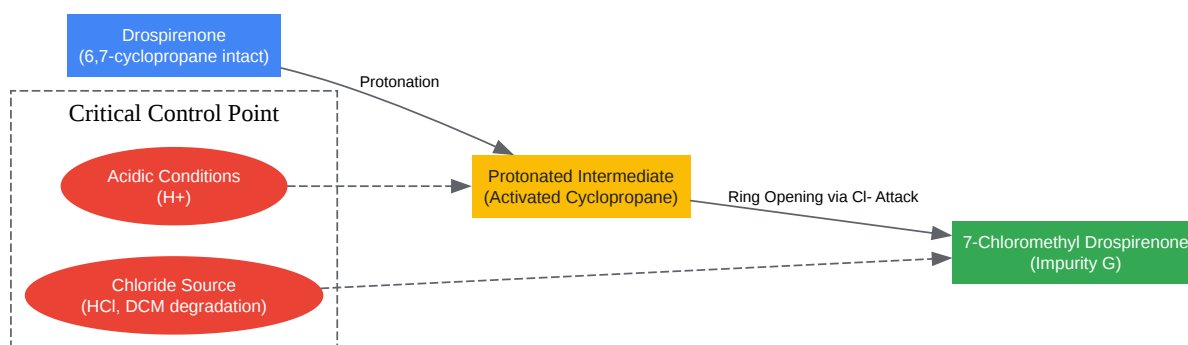 Drospirenone
(6,7-cyclopropane intact)
Protonation
Critical Control Point
Acidic Conditions
(H+)
Protonated Intermediate
(Activated Cyclopropane)
Ring Opening via Cl- Attack
7-Chloromethyl Drospirenone
(Impurity G)
Chloride Source
(HCl, DCM degradation)